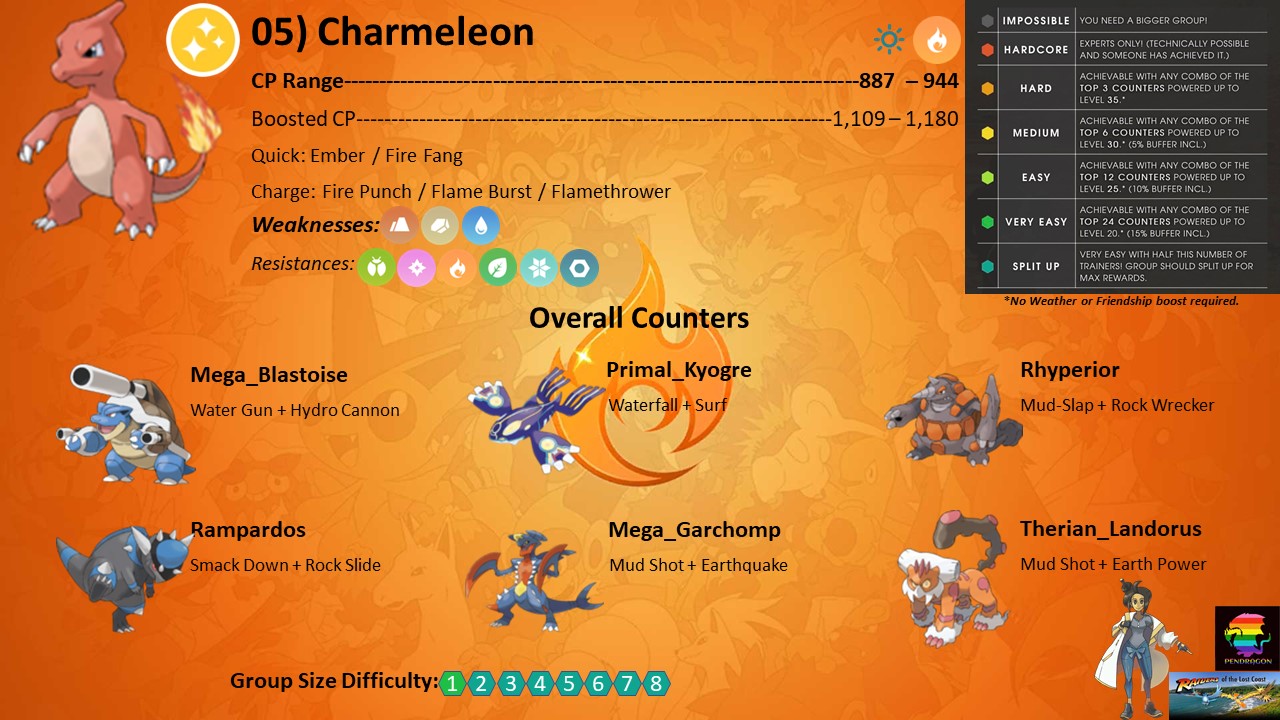 05) Charmeleon
CP Range---887 – 944
Boosted CP---1,109 – 1,180
Quick: Ember / Fire Fang
Charge: Fire Punch / Flame Burst / Flamethrower
Weaknesses:
Resistances:
IMPOSSIBLE YOU NEED A BIGGER GROUP!
HARDCORE EXPERTS ONLY! (TECHNICALLY POSSIBLE
AND SOMEONE HAS ACHIEVED IT.)
HARD ACHIEVABLE WITH ANY COMBO OF THE
TOP 3 COUNTERS POWERED UP TO
LEVEL 35.*
MEDIUM ACHIEVABLE WITH ANY COMBO OF THE
TOP 6 COUNTERS POWERED UP TO
LEVEL 30.* (5% BUFFER INCL.)
EASY ACHIEVABLE WITH ANY COMBO OF THE
TOP 12 COUNTERS POWERED UP TO
LEVEL 25.* (10% BUFFER INCL.)
VERY EASY ACHIEVABLE WITH ANY COMBO OF THE
TOP 24 COUNTERS POWERED UP TO
LEVEL 20.* (15% BUFFER INCL.)
SPLIT UP VERY EASY WITH HALF THIS NUMBER OF
TRAINERS! GROUP SHOULD SPLIT UP FOR
MAX REWARDS.
*No Weather or Friendship boost required.
Overall Counters
Mega_Blastoise
Water Gun + Hydro Cannon
Primal_Kyogre
Waterfall + Surf
Rhyperior
Mud-Slap + Rock Wrecker
Rampardos
Smack Down + Rock Slide
Mega_Garchomp
Mud Shot + Earthquake
Therian_Landorus
Mud Shot + Earth Power
Group Size Difficulty: 1 2 3 4 5 6 7 8
PENDRAGON
RAIDERS of the Lost Coast